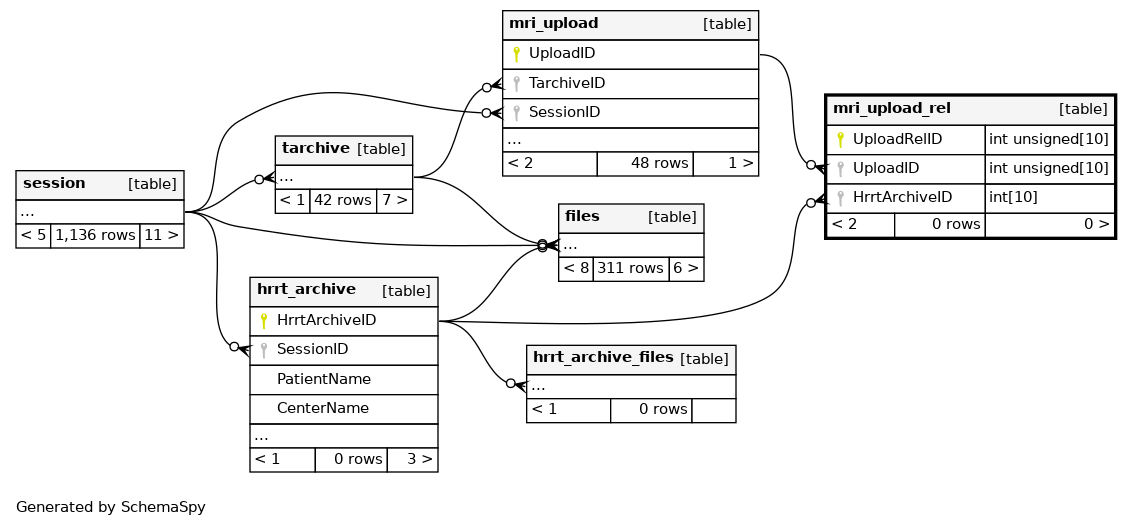 mri_upload [table]
UploadID
TarchiveID
SessionID
...
< 2 48 rows 1 >
mri_upload_rel [table]
UploadRelID int unsigned[10]
UploadID int unsigned[10]
HrrtArchiveID int[10]
< 2 0 rows 0 >
tarchive [table]
...
< 1 42 rows 7 >
session [table]
...
< 5 1,136 rows 11 >
files [table]
...
< 8 311 rows 6 >
hrrt_archive [table]
HrrtArchiveID
SessionID
PatientName
CenterName
...
< 1 0 rows 3 >
hrrt_archive_files [table]
...
< 1 0 rows
Generated by SchemaSpy